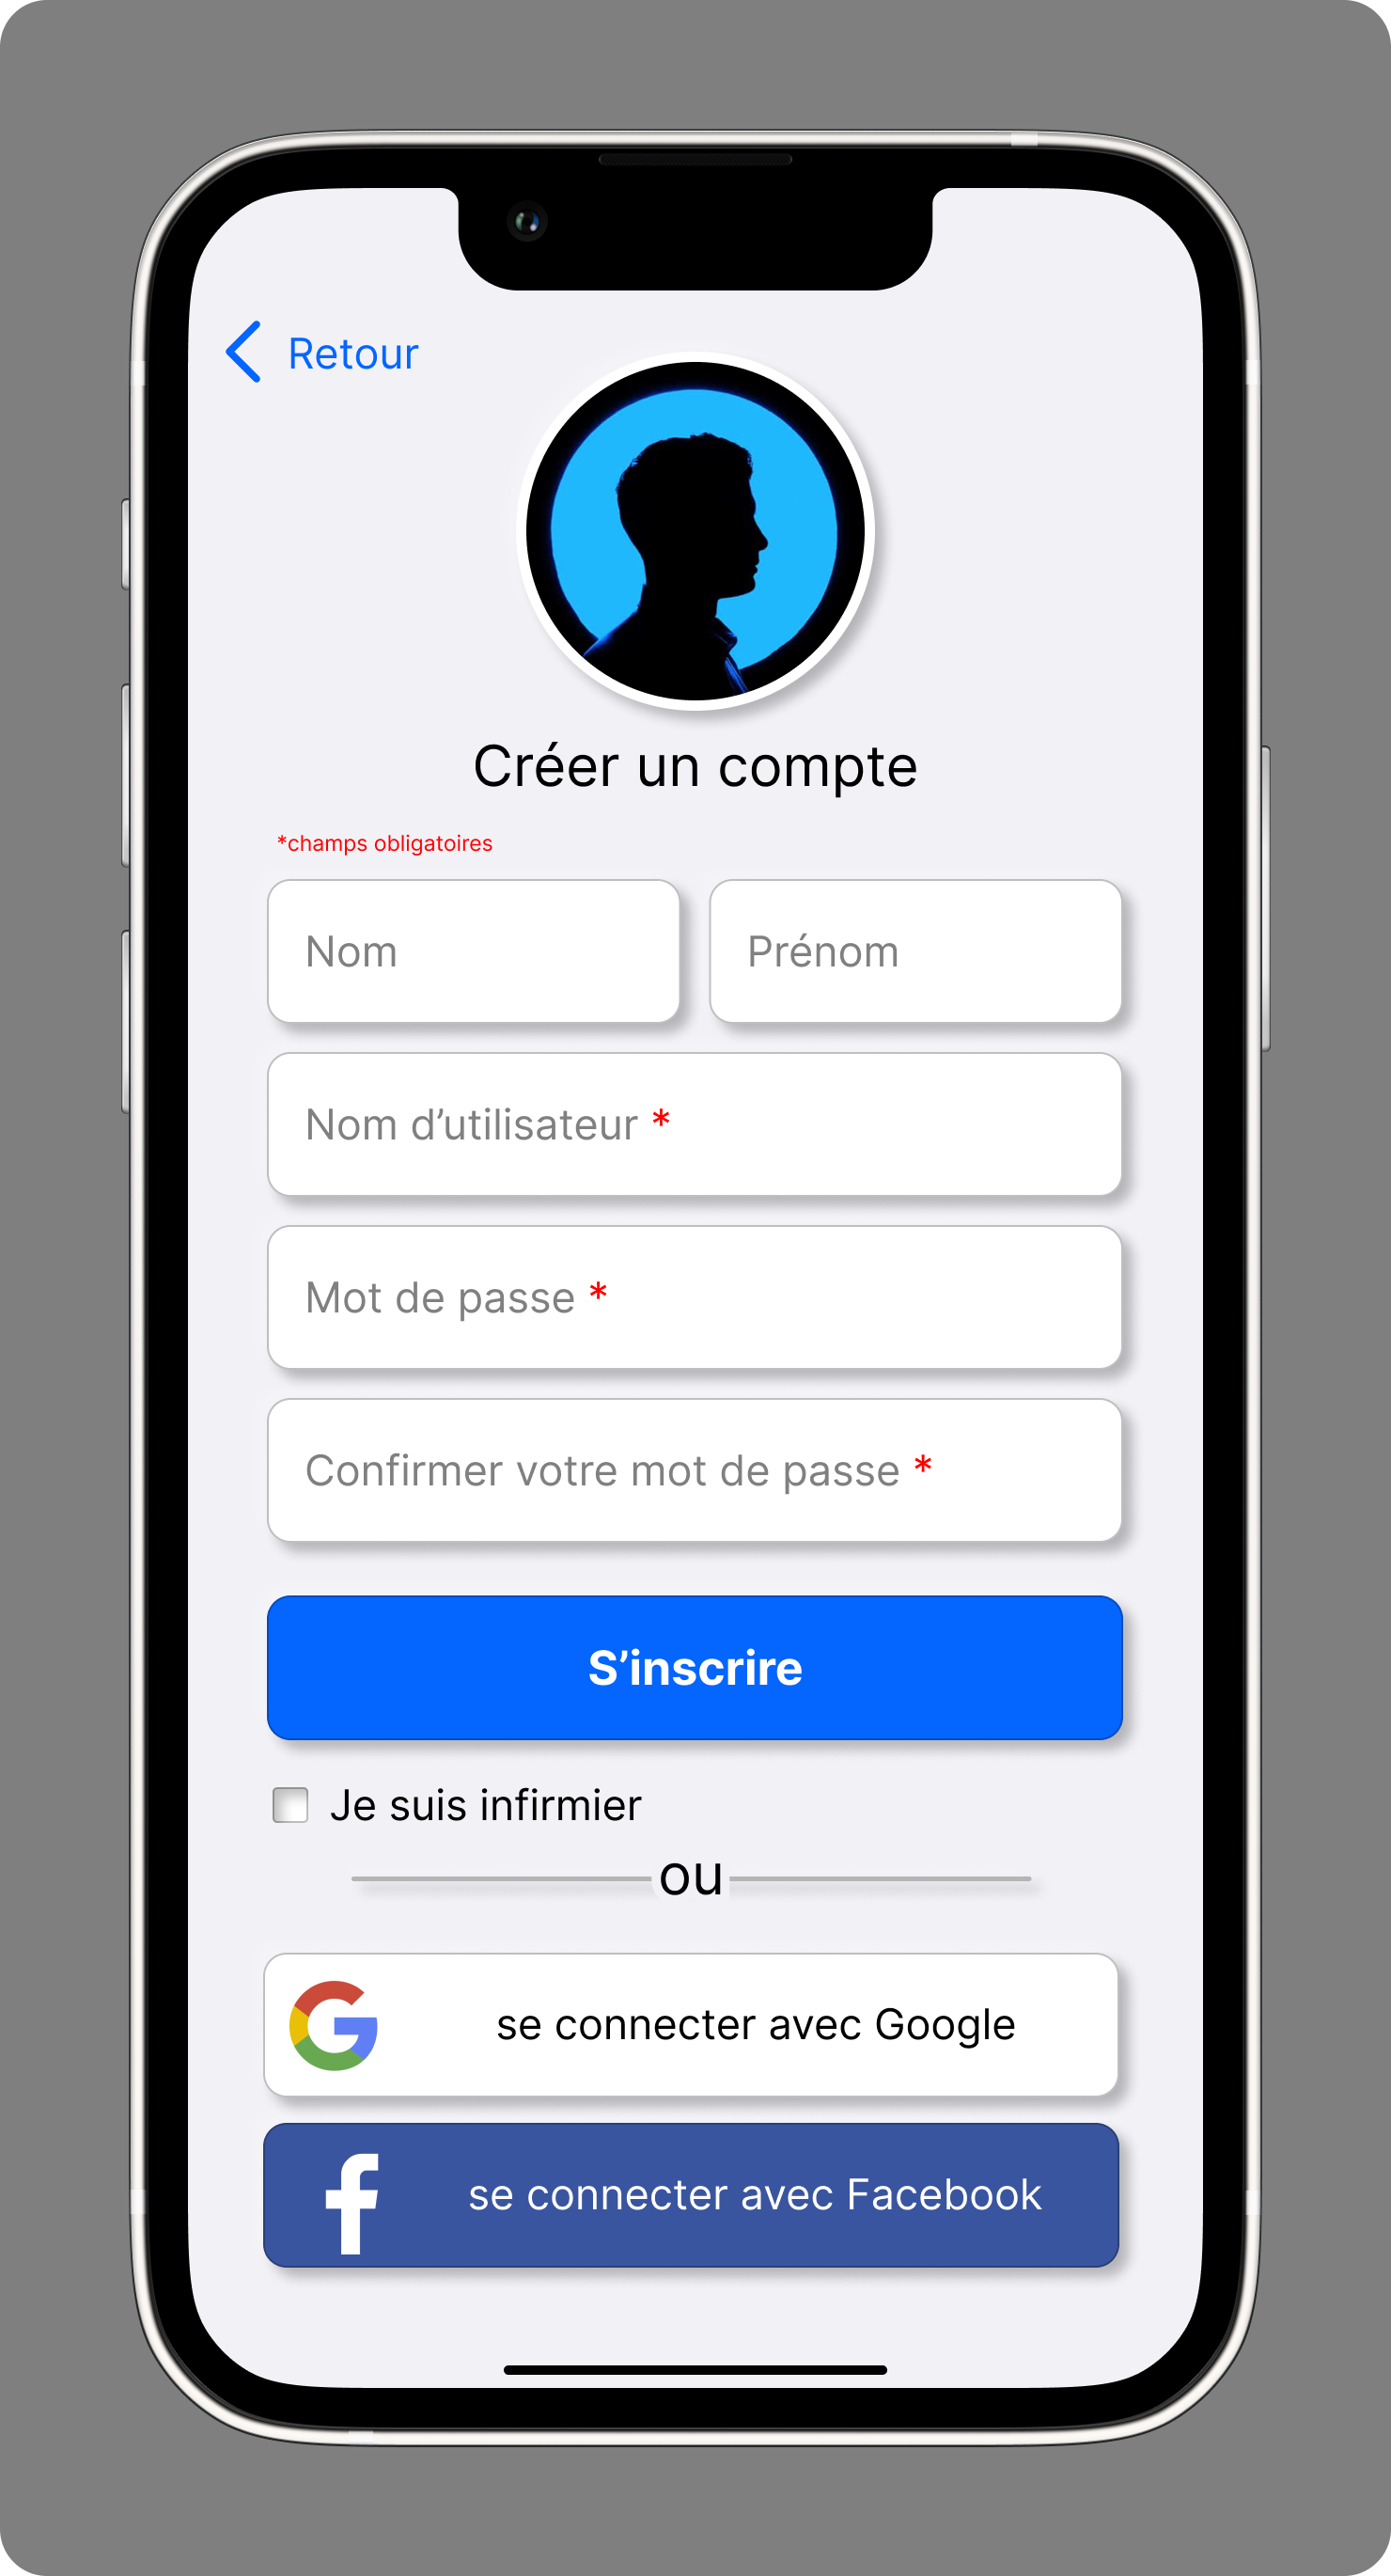 Retour
Créer un compte
*champs obligatoires
Nom
Prénom
Nom d’utilisateur *
Mot de passe *
Confirmer votre mot de passe *
S’inscrire
Je suis infirmier
ou
se connecter avec Google
se connecter avec Facebook